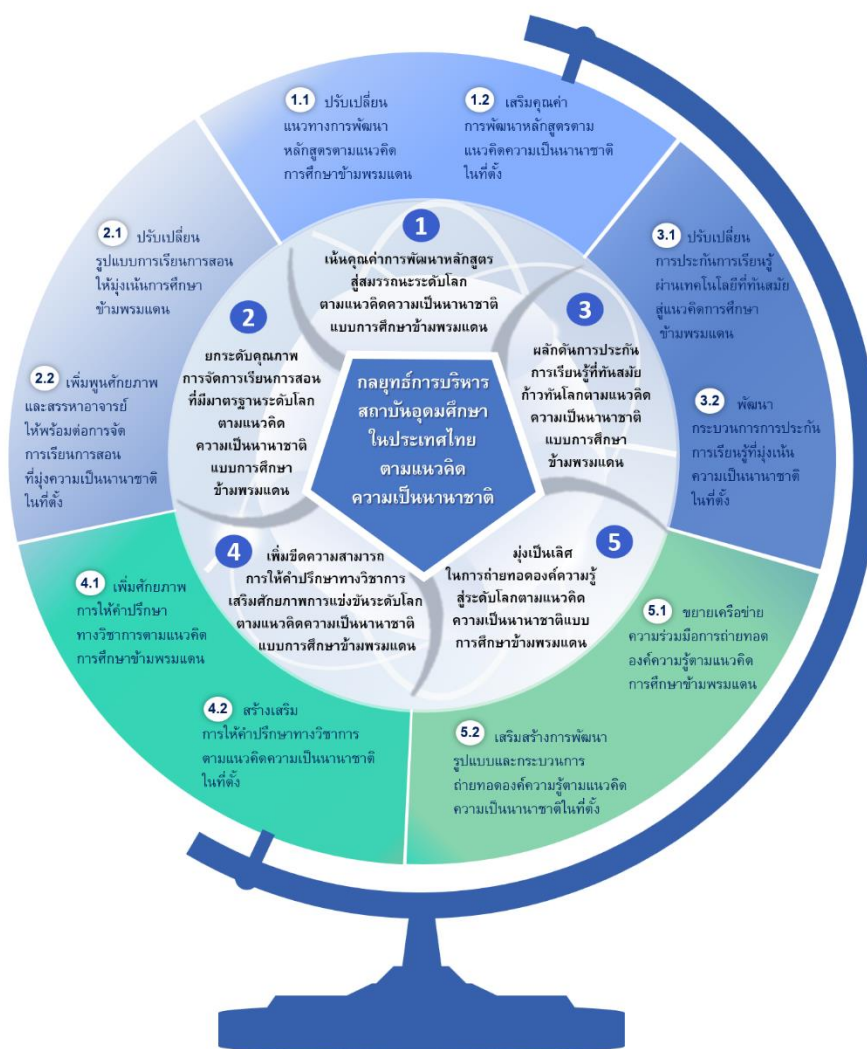 กลยุทธ์การบริหาร
สถาบันอุดมศึกษา
ในประเทศไทย
ตามแนวคิด
ความเป็นนานาชาติ
1
เน้นคุณค่าการพัฒนาหลักสูตร
สู่สมรรถนะระดับโลก
ตามแนวคิดความเป็นนานาชาติ
แบบการศึกษาข้ามพรมแดน
1.1 ปรับเปลี่ยน
แนวทางการพัฒนา
หลักสูตรตามแนวคิด
การศึกษาข้ามพรมแดน
1.2 เสริมคุณค่า
การพัฒนาหลักสูตรตาม
แนวคิดความเป็นนานาชาติ
ในที่ตั้ง
2
ยกระดับคุณภาพ
การจัดการเรียนการสอน
ที่มีมาตรฐานระดับโลก
ตามแนวคิด
ความเป็นนานาชาติ
แบบการศึกษา
ข้ามพรมแดน
2.1 ปรับเปลี่ยน
รูปแบบการเรียนการสอน
ให้มุ่งเน้นการศึกษา
ข้ามพรมแดน
2.2 เพิ่มพูนศักยภาพ
และสรรหาอาจารย์
ให้พร้อมต่อการจัด
การเรียนการสอน
ที่มุ่งความเป็นนานาชาติ
ในที่ตั้ง
3
ผลักดันการประกัน
การเรียนรู้ที่ทันสมัย
ก้าวทันโลกตามแนวคิด
ความเป็นนานาชาติ
แบบการศึกษา
ข้ามพรมแดน
3.1 ปรับเปลี่ยน
การประกันการเรียนรู้
ผ่านเทคโนโลยีที่ทันสมัย
สู่แนวคิดการศึกษา
ข้ามพรมแดน
3.2 พัฒนา
กระบวนการการประกัน
การเรียนรู้ที่มุ่งเน้น
ความเป็นนานาชาติ
ในที่ตั้ง
4 เพิ่มขีดความสามารถ
การให้คำปรึกษาทางวิชาการ
เสริมศักยภาพการแข่งขันระดับโลก
ตามแนวคิดความเป็นนานาชาติ
แบบการศึกษาข้ามพรมแดน
4.1 เพิ่มศักยภาพ
การให้คำปรึกษา
ทางวิชาการตามแนวคิด
การศึกษาข้ามพรมแดน
4.2 สร้างเสริม
การให้คำปรึกษาทางวิชาการ
ตามแนวคิดความเป็นนานาชาติ
ในที่ตั้ง
5
มุ่งเป็นเลิศ
ในการถ่ายทอดองค์ความรู้
สู่ระดับโลกตามแนวคิด
ความเป็นนานาชาติแบบ
การศึกษาข้ามพรมแดน
5.1 ขยายเครือข่าย
ความร่วมมือการถ่ายทอด
องค์ความรู้ตามแนวคิด
การศึกษาข้ามพรมแดน
5.2 เสริมสร้างการพัฒนา
รูปแบบและกระบวนการ
ถ่ายทอดองค์ความรู้ตามแนวคิด
ความเป็นนานาชาติในที่ตั้ง